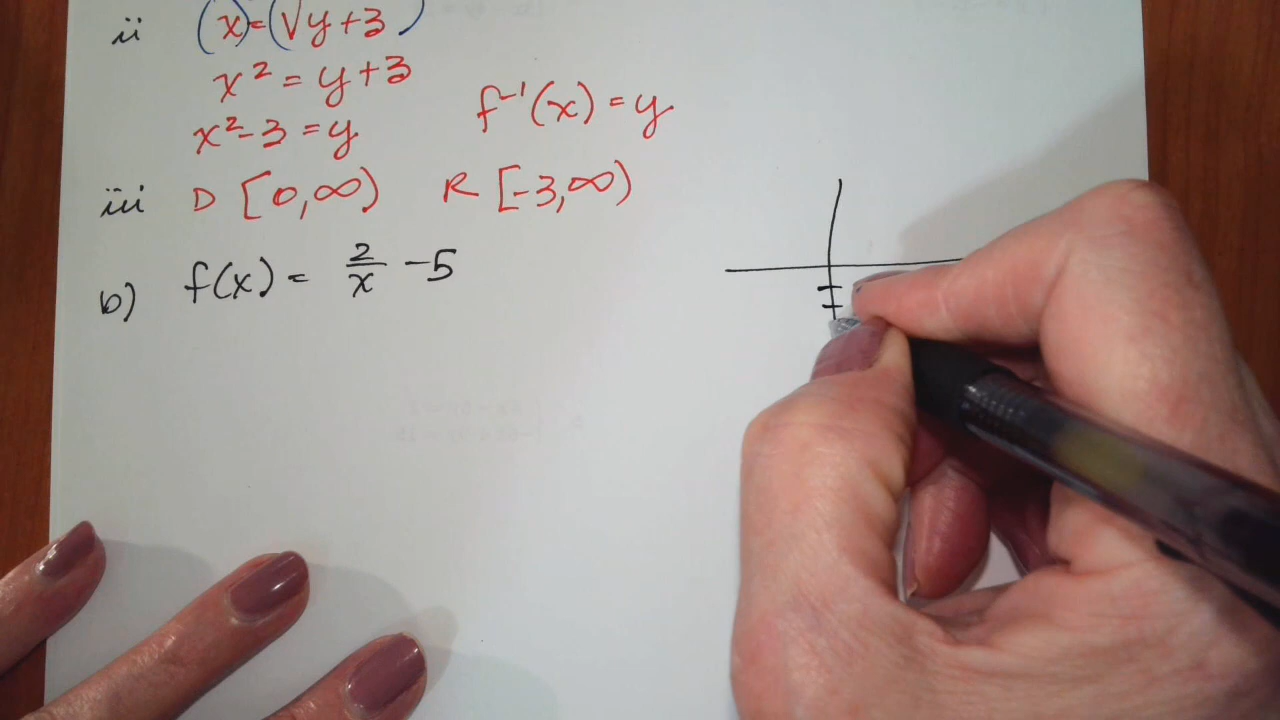 ii (x)=(√y+3)
x² = y+3
x²-3=y f⁻¹(x)=y
iii D [0,∞) R [-3,∞)
b) f(x) = 2/x -5